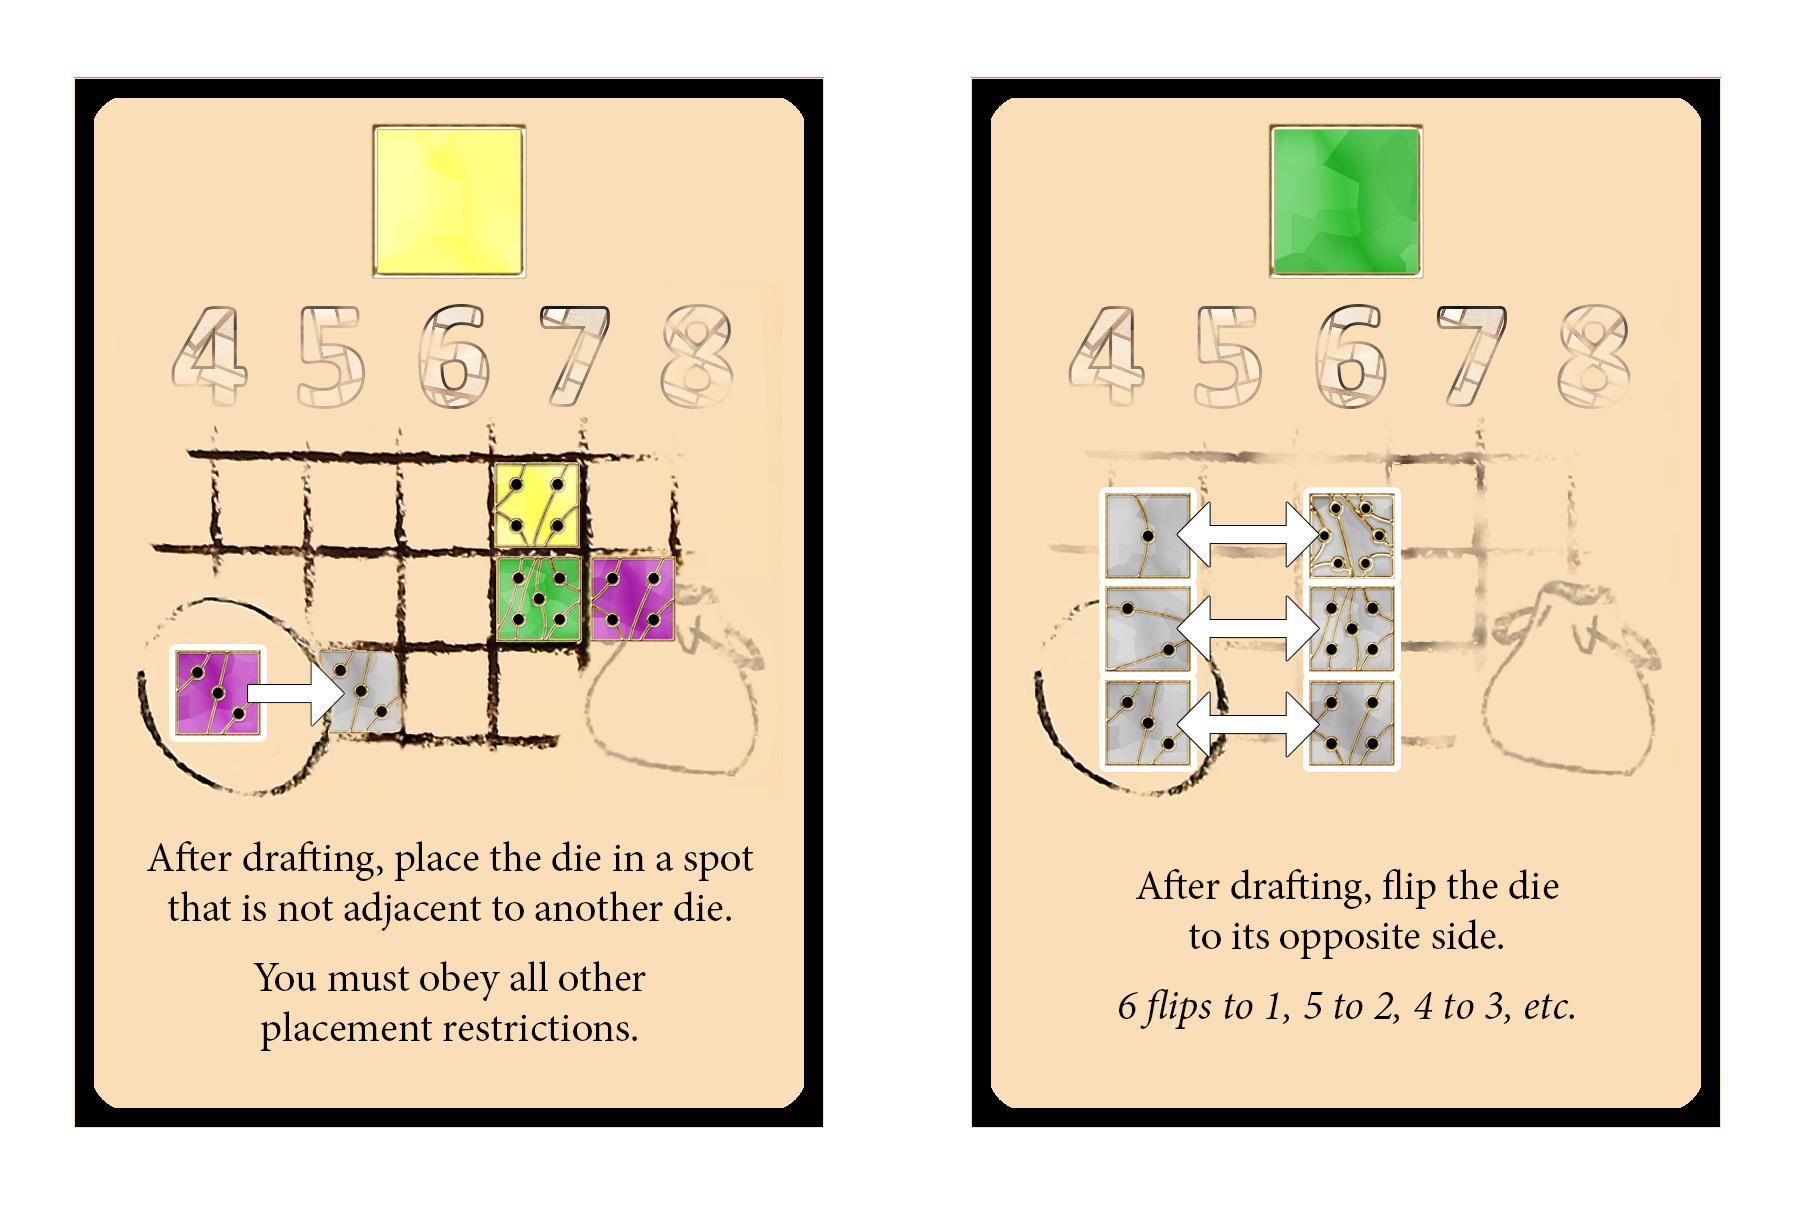 4 5 6 7 8
After drafting, place the die in a spot
that is not adjacent to another die.
You must obey all other
placement restrictions.
4 5 6 7 8
After drafting, flip the die
to its opposite side.
6 flips to 1, 5 to 2, 4 to 3, etc.